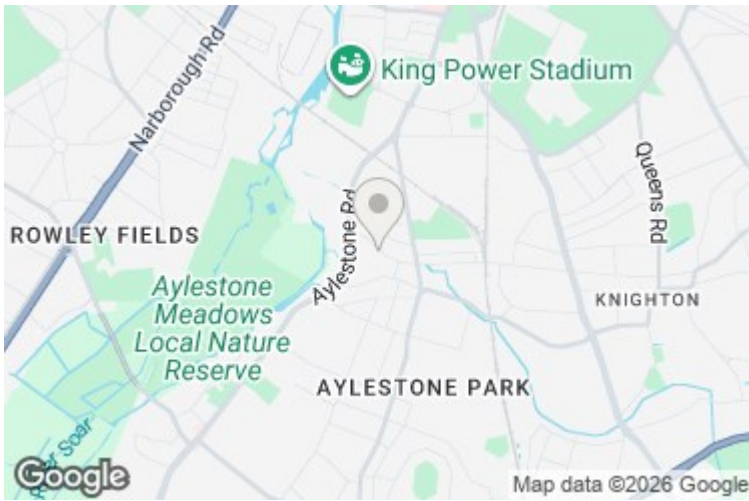 Narborough Rd
King Power Stadium
Queens Rd
Aylestone Rd
ROWLEY FIELDS
Aylestone
Meadows
Local Nature
Reserve
KNIGHTON
AYLESTONE PARK
River Soar
Google
Map data ©2026 Google